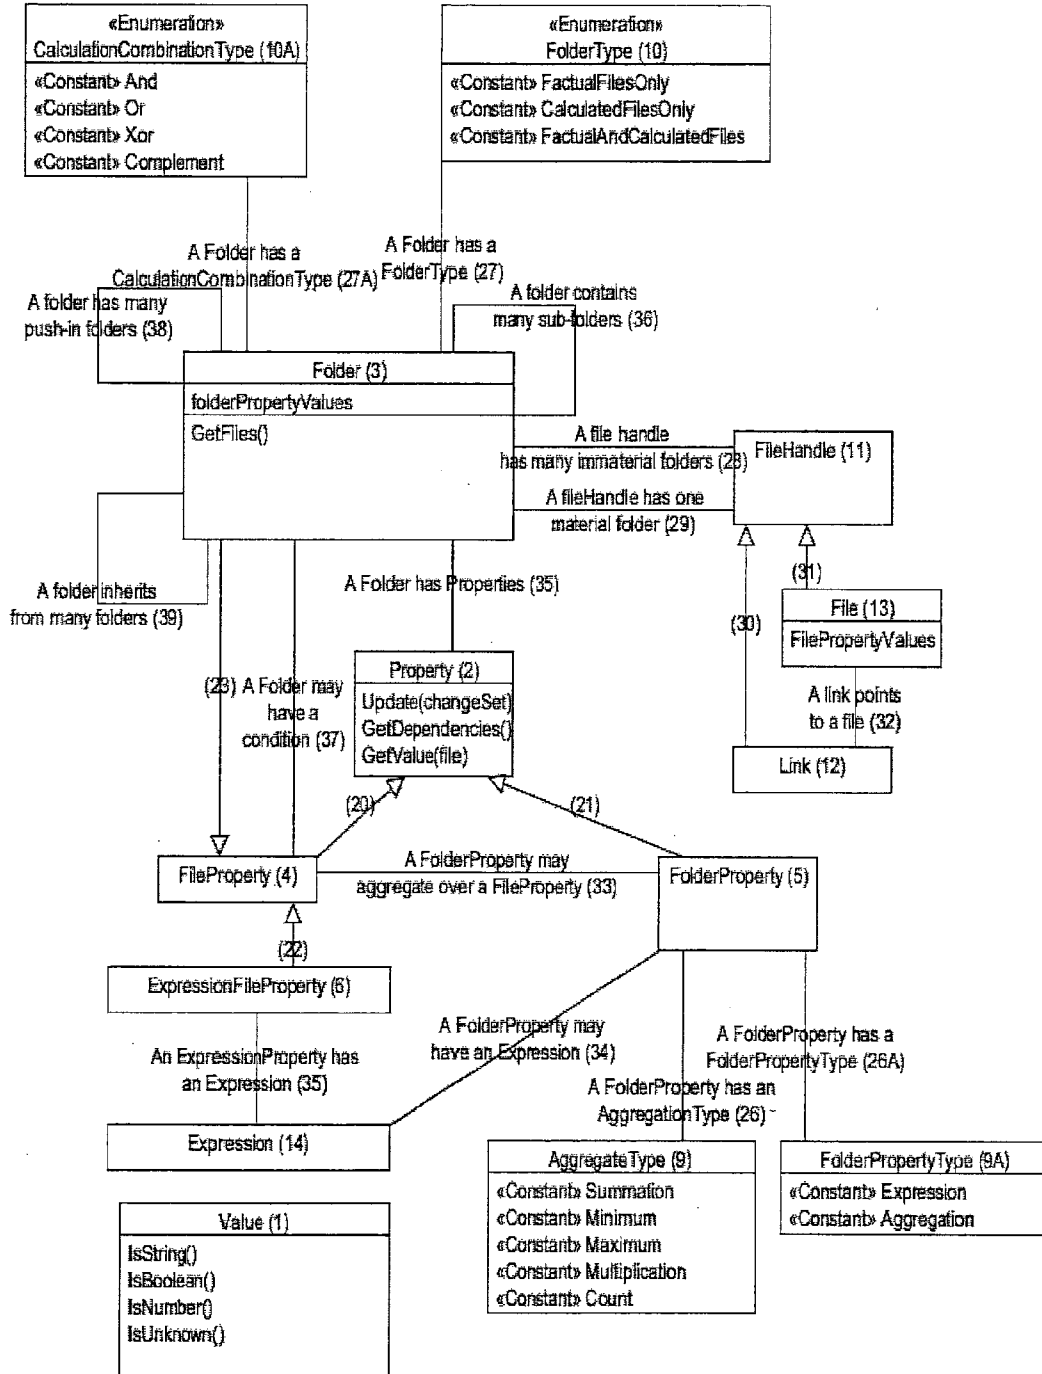 «Enumeration»
CalculationCombinationType (10A)
«Constant» And
«Constant» Or
«Constant» Xor
«Constant» Complement
«Enumeration»
FolderType (10)
«Constant» FactualFilesOnly
«Constant» CalculatedFilesOnly
«Constant» FactualAndCalculatedFiles
A Folder has a
CalculationCombinationType (27A)
A Folder has a
FolderType (27)
A folder has many
push-in folders (38)
A folder contains
many sub-folders (36)
Folder (3)
folderPropertyValues
GetFiles()
A file handle
has many immaterial folders (28)
A fileHandle has one
material folder (29)
FileHandle (11)
A folder inherits
from many folders (39)
A Folder has Properties (35)
(31)
(30)
File (13)
FilePropertyValues
A link points
to a file (32)
Link (12)
(23)
A Folder may
have a
condition (37)
Property (2)
Update(changeSet)
GetDependencies()
GetValue(file)
(20)
(21)
FileProperty (4)
A FolderProperty may
aggregate over a FileProperty (33)
FolderProperty (5)
(22)
ExpressionFileProperty (6)
An ExpressionProperty has
an Expression (35)
A FolderProperty may
have an Expression (34)
A FolderProperty has a
FolderPropertyType (26A)
A FolderProperty has an
AggregationType (26)
Expression (14)
AggregateType (9)
«Constant» Summation
«Constant» Minimum
«Constant» Maximum
«Constant» Multiplication
«Constant» Count
FolderPropertyType (9A)
«Constant» Expression
«Constant» Aggregation
Value (1)
IsString()
IsBoolean()
IsNumber()
IsUnknown()